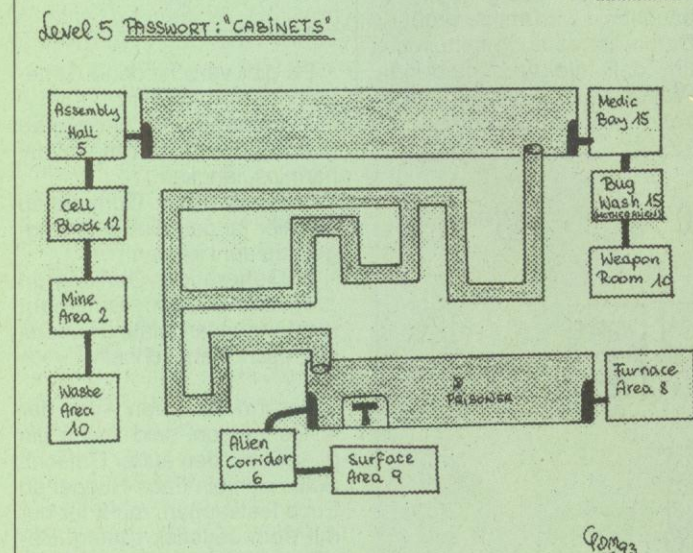 Level 5 PASSWORT: "CABINETS"
Assembly
Hall
5
Medic
Bay 15
Cell
Block 12
Bug
Wash 15
(MOTHERALIEN)
Weapon
Room 10
Mine
Area 2
Waste
Area
10
PRISONER
Furnace
Area 8
Alien
Corridor
6
Surface
Area 9